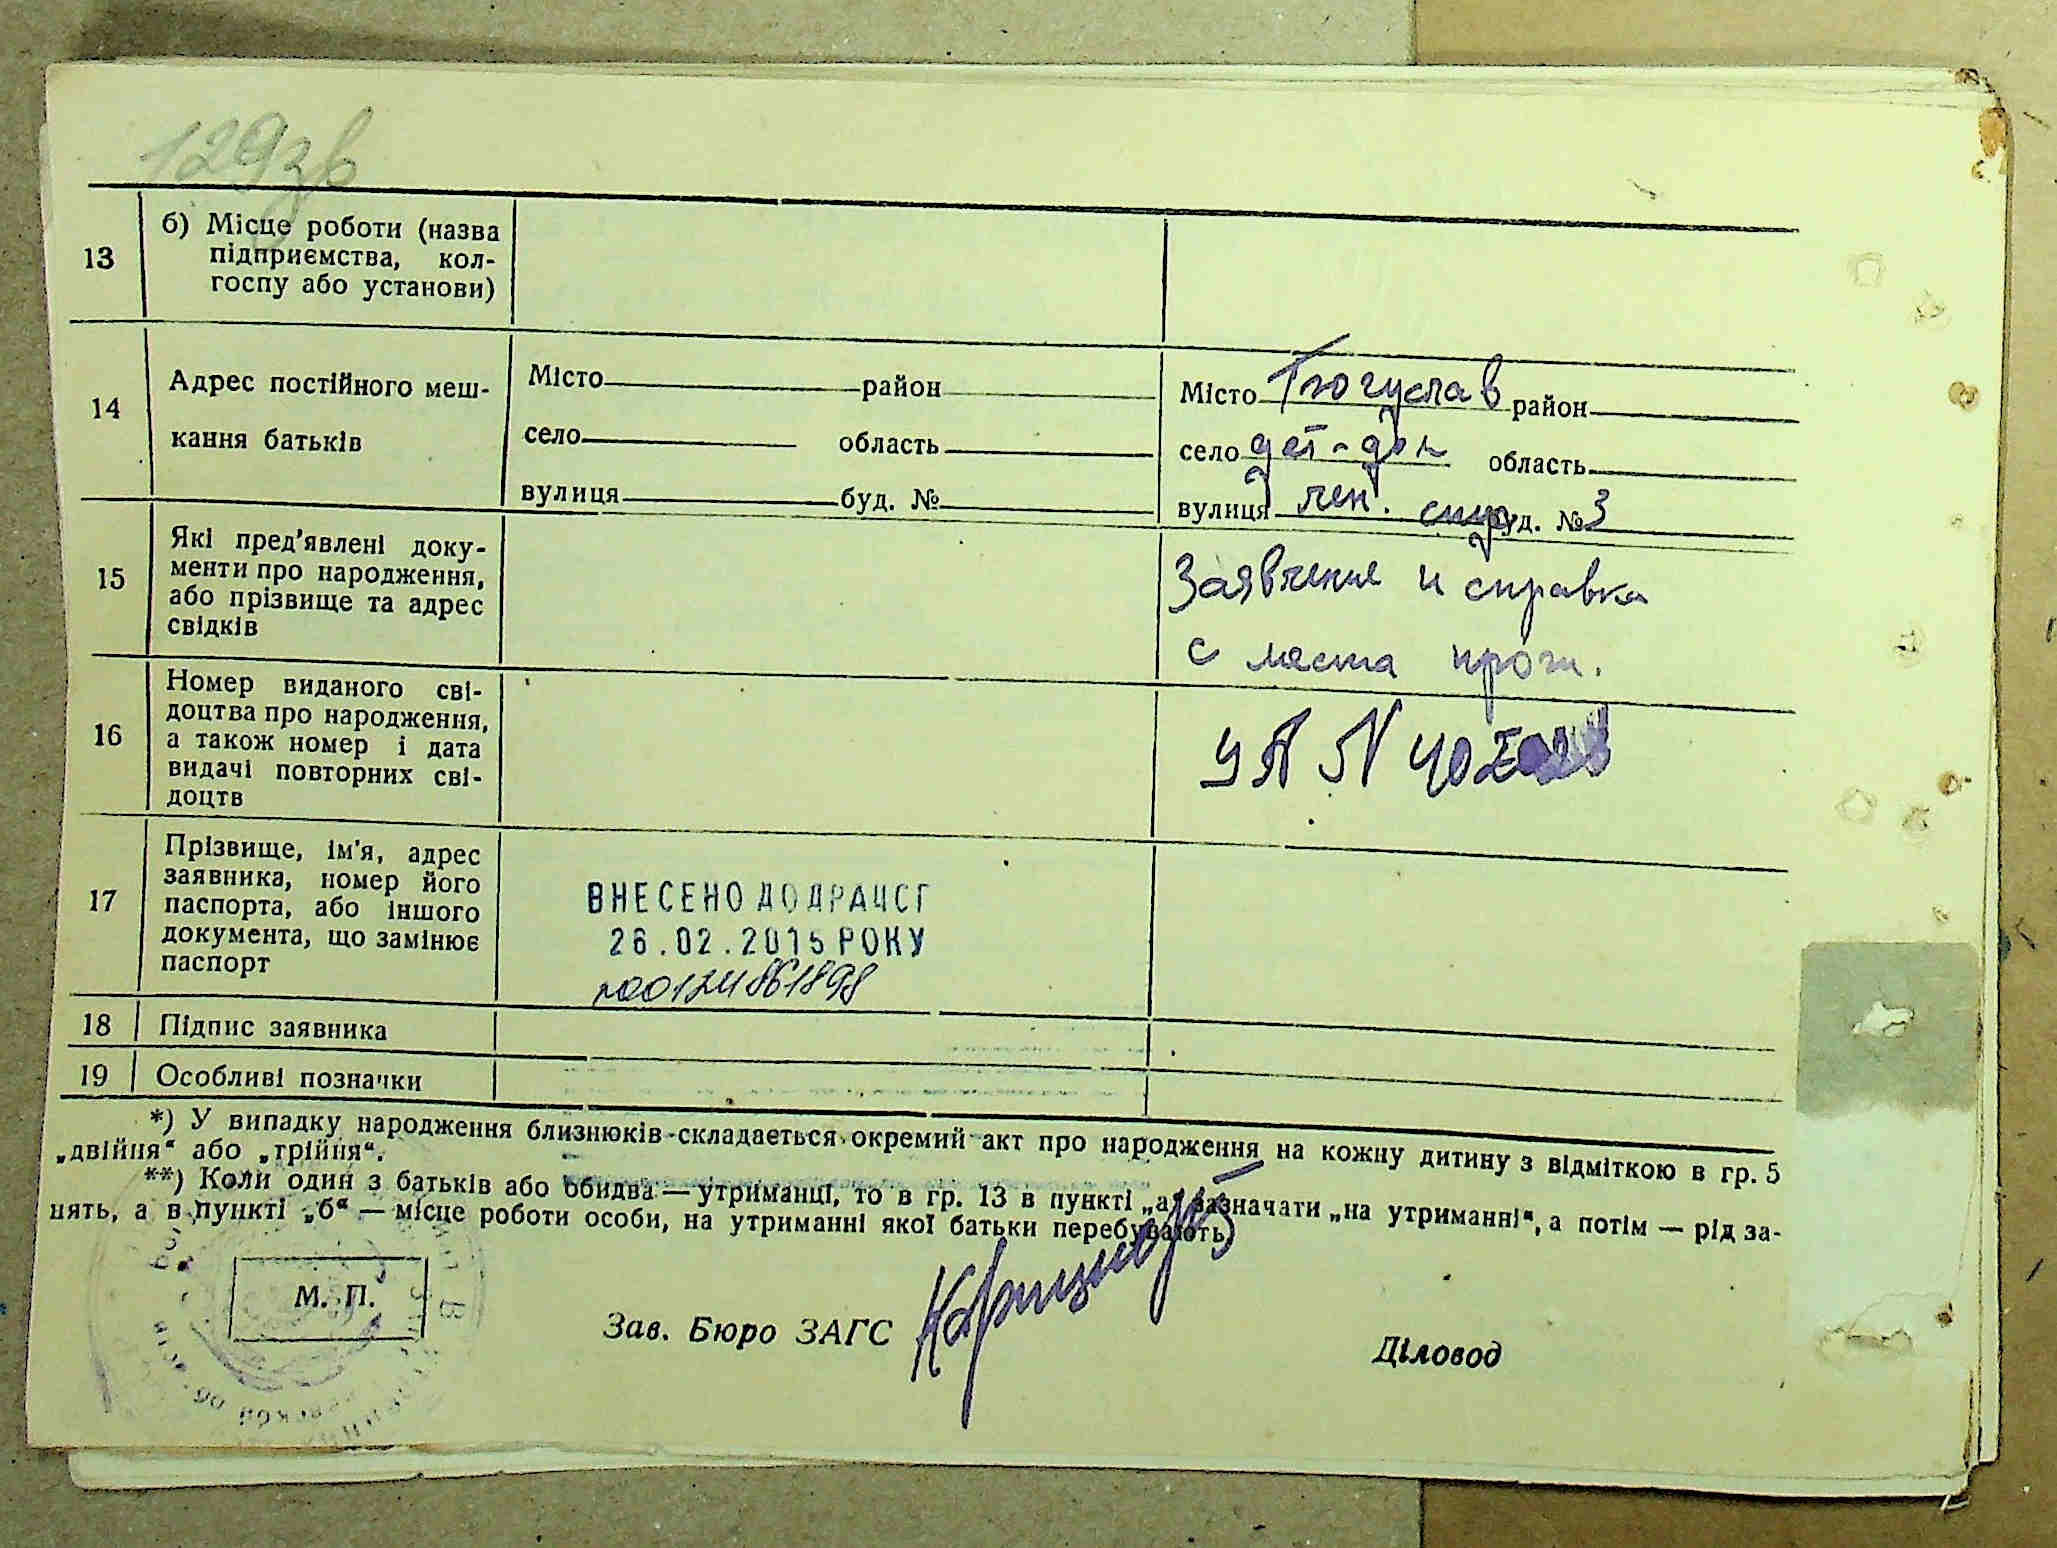 129зв
13
б) Місце роботи (назва
підприємства, кол-
госпу або установи)
14
Адрес постійного меш-
кання батьків
Місто район
село область
вулиця буд. №
Місто Богуслав район
село дет-дом область
вулиця Лен. буд. № 3
15
Які пред'явлені доку-
менти про народження,
або прізвище та адрес
свідків
Заявление и справка
с места прож.
16
Номер виданого сві-
доцтва про народження,
а також номер і дата
видачі повторних сві-
доцтв
УА N
17
Прізвище, ім'я, адрес
заявника, номер його
паспорта, або іншого
документа, що замінює
паспорт
ВНЕСЕНО ДО ДРАЦСГ
26.02.2015 РОКУ
18
Підпис заявника
19
Особливі позначки
*) У випадку народження близнюків складається окремий акт про народження на кожну дитину з відміткою в гр. 5
„двійня“ або „трійня“.
**) Коли один з батьків або обидва — утриманці, то в гр. 13 в пункті „а“ зазначати „на утриманні“, а потім — рід за-
нять, а в пункті „б“ — місце роботи особи, на утриманні якої батьки перебувають.
М. П.
Зав. Бюро ЗАГС
Діловод